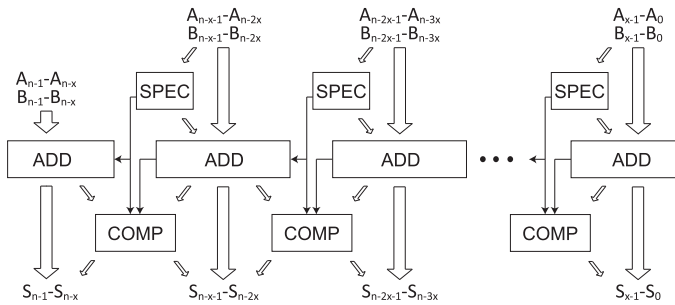 Aₙ₋ₓ₋₁-Aₙ₋₂ₓ
Bₙ₋ₓ₋₁-Bₙ₋₂ₓ
Aₙ₋₂ₓ₋₁-Aₙ₋₃ₓ
Bₙ₋₂ₓ₋₁-Bₙ₋₃ₓ
Aₓ₋₁-A₀
Bₓ₋₁-B₀
Aₙ₋₁-Aₙ₋ₓ
Bₙ₋₁-Bₙ₋ₓ
SPEC
SPEC
SPEC
ADD
ADD
ADD
• • •
ADD
COMP
COMP
COMP
Sₙ₋₁-Sₙ₋ₓ
Sₙ₋ₓ₋₁-Sₙ₋₂ₓ
Sₙ₋₂ₓ₋₁-Sₙ₋₃ₓ
Sₓ₋₁-S₀